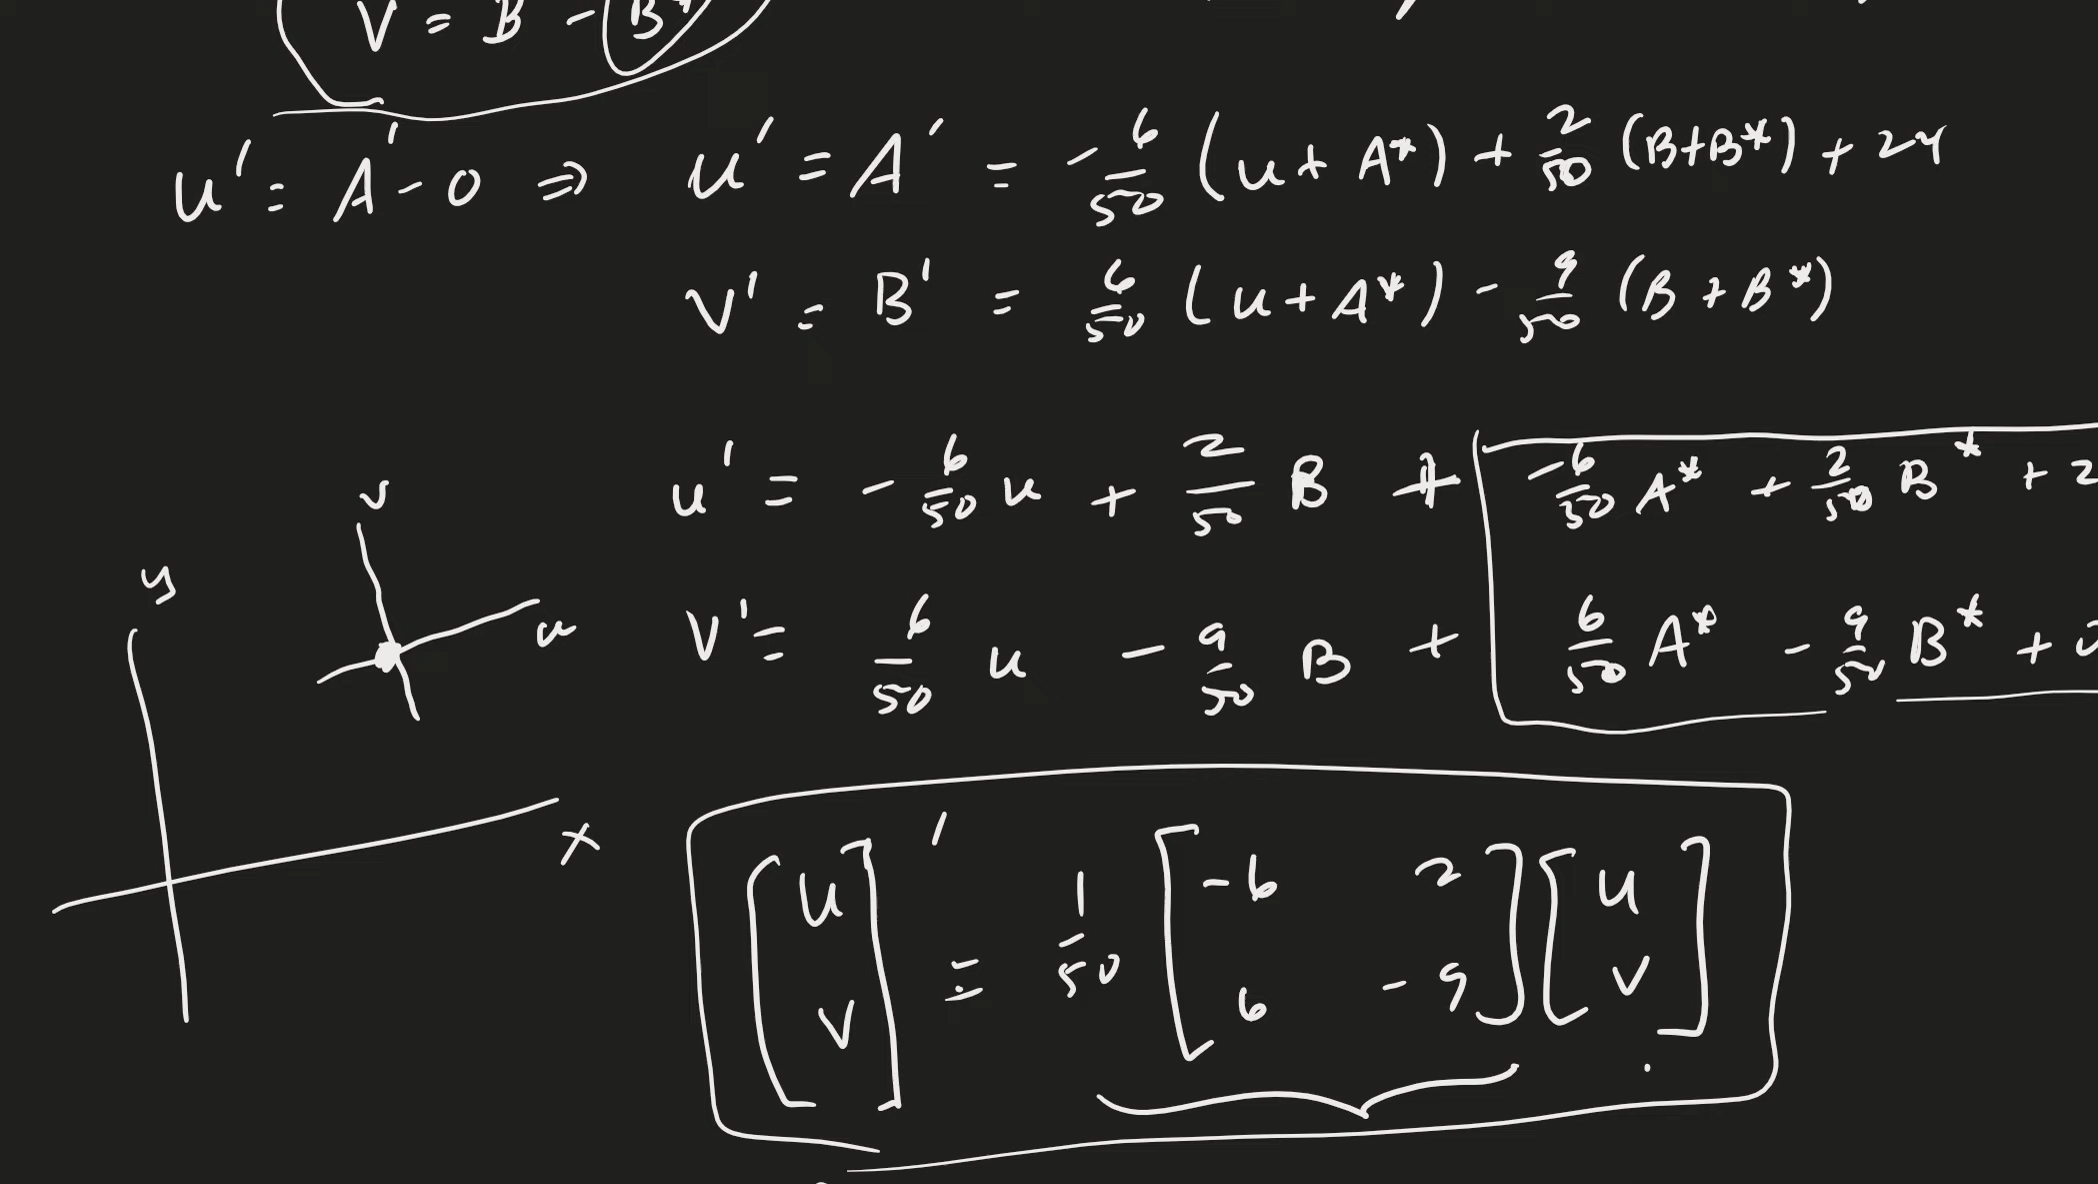 V = B - B*
u' = A' - 0 ⇒ u' = A' = -6/50 (u + A*) + 2/50 (B+B*) + 24
V' = B' = 6/50 (u + A*) - 9/50 (B + B*)
u' = -6/50 u + 2/50 B + -6/50 A* + 2/50 B* + 2
V' = 6/50 u - 9/50 B + 6/50 A* - 9/50 B* +
v
u
y
x
[u v]' = 1/50 [-6 2 6 -9] [u v]